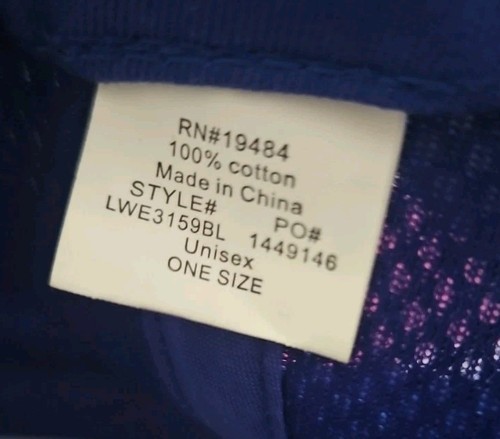 RN#19484
100% cotton
Made in China
STYLE# PO#
LWE3159BL 1449146
Unisex
ONE SIZE